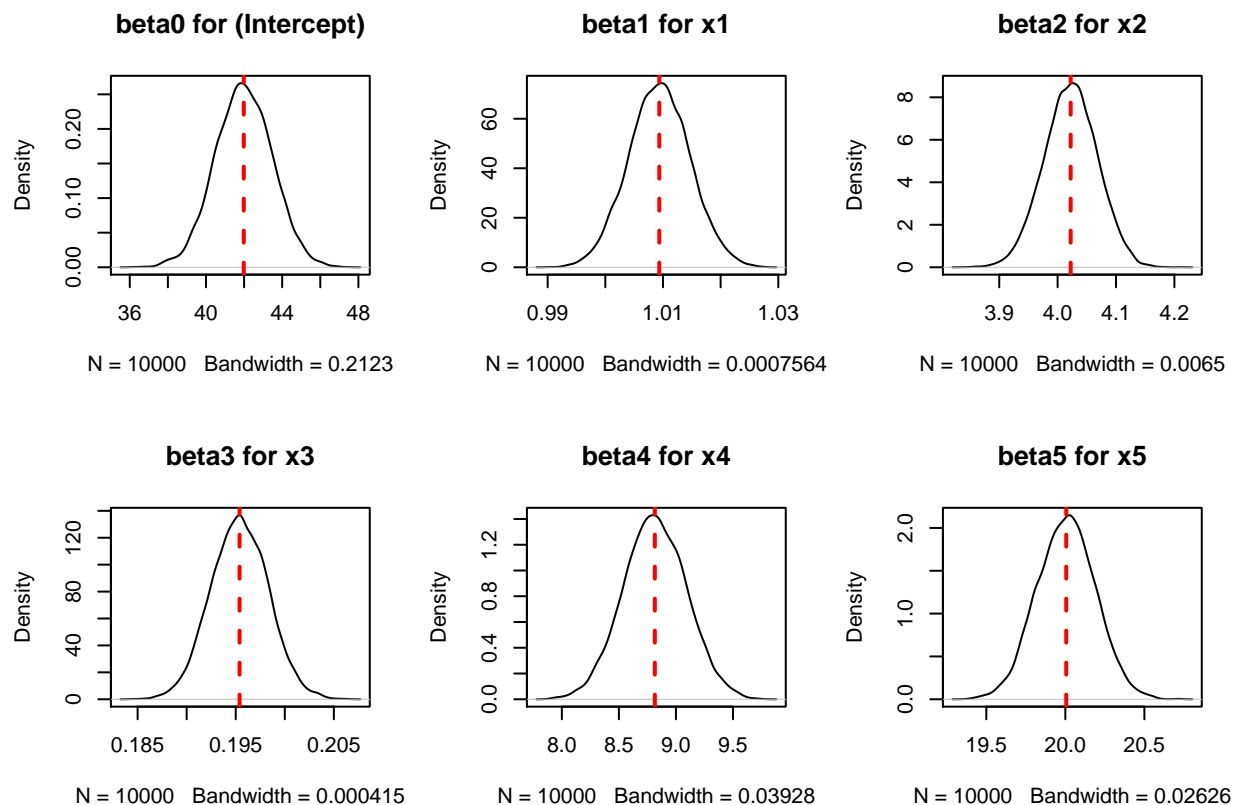 beta0 for (Intercept)
Density
0.00 0.10 0.20
36 40 44 48
N = 10000 Bandwidth = 0.2123
beta1 for x1
Density
0 20 40 60
0.99 1.01 1.03
N = 10000 Bandwidth = 0.0007564
beta2 for x2
Density
0 2 4 6 8
3.9 4.0 4.1 4.2
N = 10000 Bandwidth = 0.0065
beta3 for x3
Density
0 40 80 120
0.185 0.195 0.205
N = 10000 Bandwidth = 0.000415
beta4 for x4
Density
0.0 0.4 0.8 1.2
8.0 8.5 9.0 9.5
N = 10000 Bandwidth = 0.03928
beta5 for x5
Density
0.0 1.0 2.0
19.5 20.0 20.5
N = 10000 Bandwidth = 0.02626